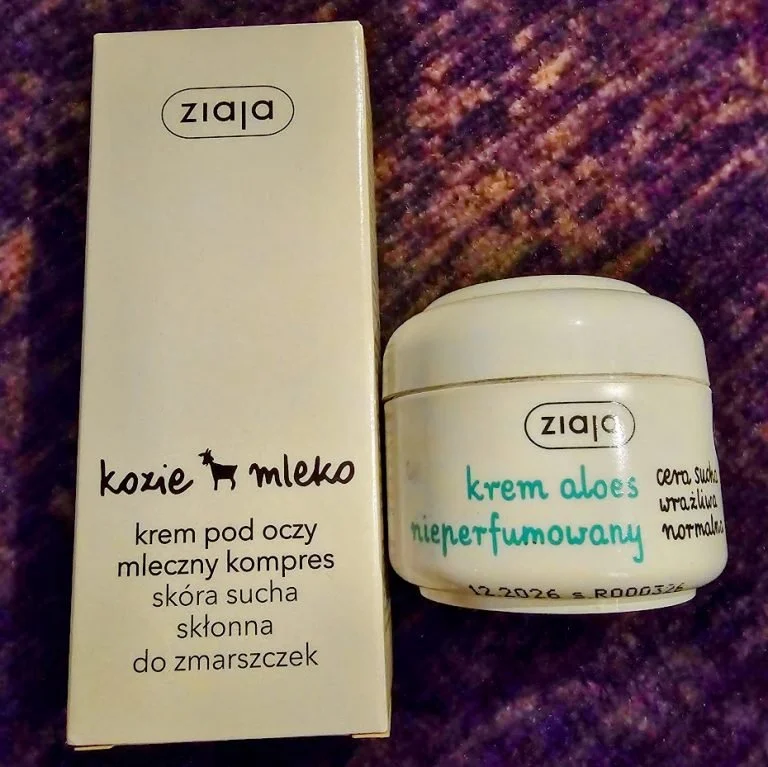 ziaja
kozie mleko
krem pod oczy
mleczny kompres
skóra sucha
skłonna
do zmarszczek
ziaja
krem aloes
nieperfumowany
cera sucha
wrażliwa
normalna
12.2026 s R000326